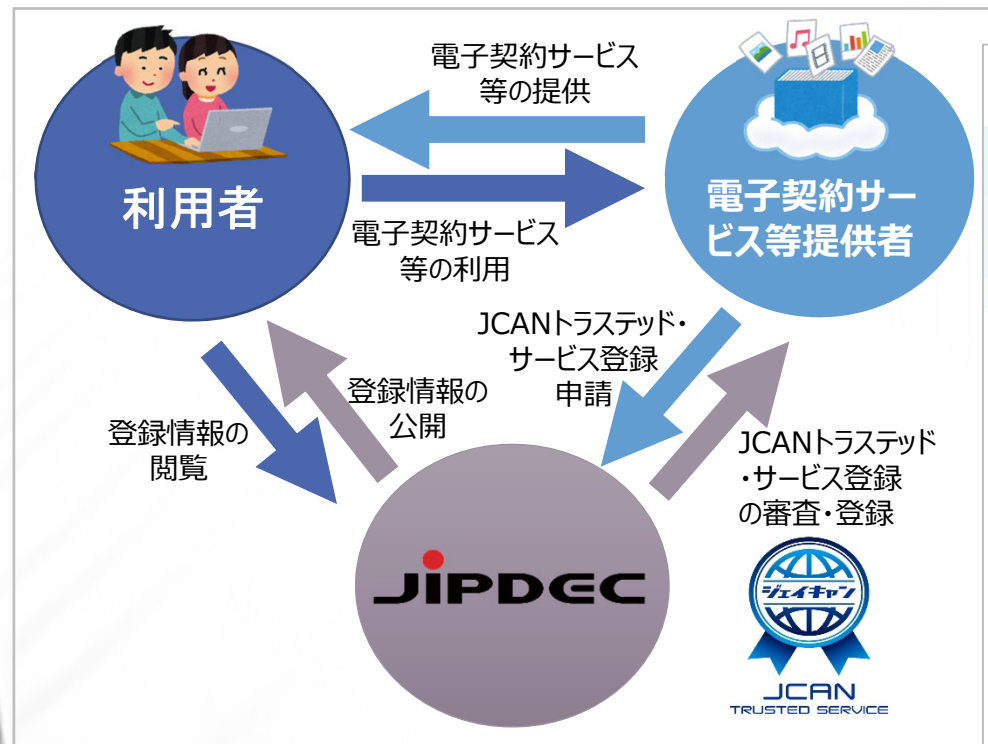 電子契約サービス
等の提供
利用者
電子契約サー
ビス等提供者
電子契約サービス
等の利用
JCANトラステッド・
サービス登録
申請
登録情報の
公開
登録情報の
閲覧
JCANトラステッド
・サービス登録
の審査・登録
JIPDEC
ジェイキャン
JCAN
TRUSTED SERVICE